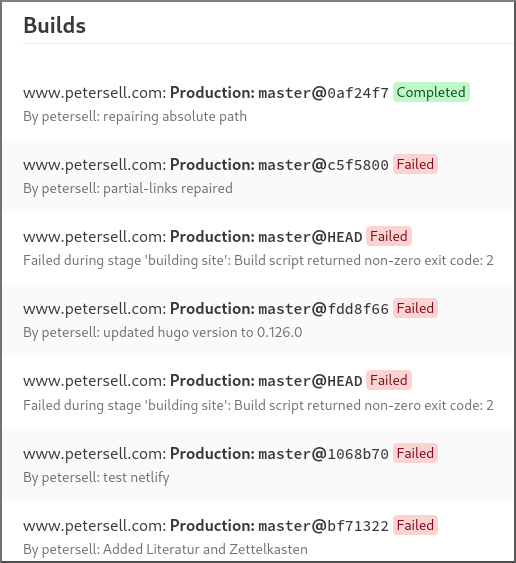 Builds
www.petersell.com: Production: master@0af24f7 Completed
By petersell: repairing absolute path
www.petersell.com: Production: master@c5f5800 Failed
By petersell: partial-links repaired
www.petersell.com: Production: master@HEAD Failed
Failed during stage 'building site': Build script returned non-zero exit code: 2
www.petersell.com: Production: master@fdd8f66 Failed
By petersell: updated hugo version to 0.126.0
www.petersell.com: Production: master@HEAD Failed
Failed during stage 'building site': Build script returned non-zero exit code: 2
www.petersell.com: Production: master@1068b70 Failed
By petersell: test netlify
www.petersell.com: Production: master@bf71322 Failed
By petersell: Added Literatur and Zettelkasten